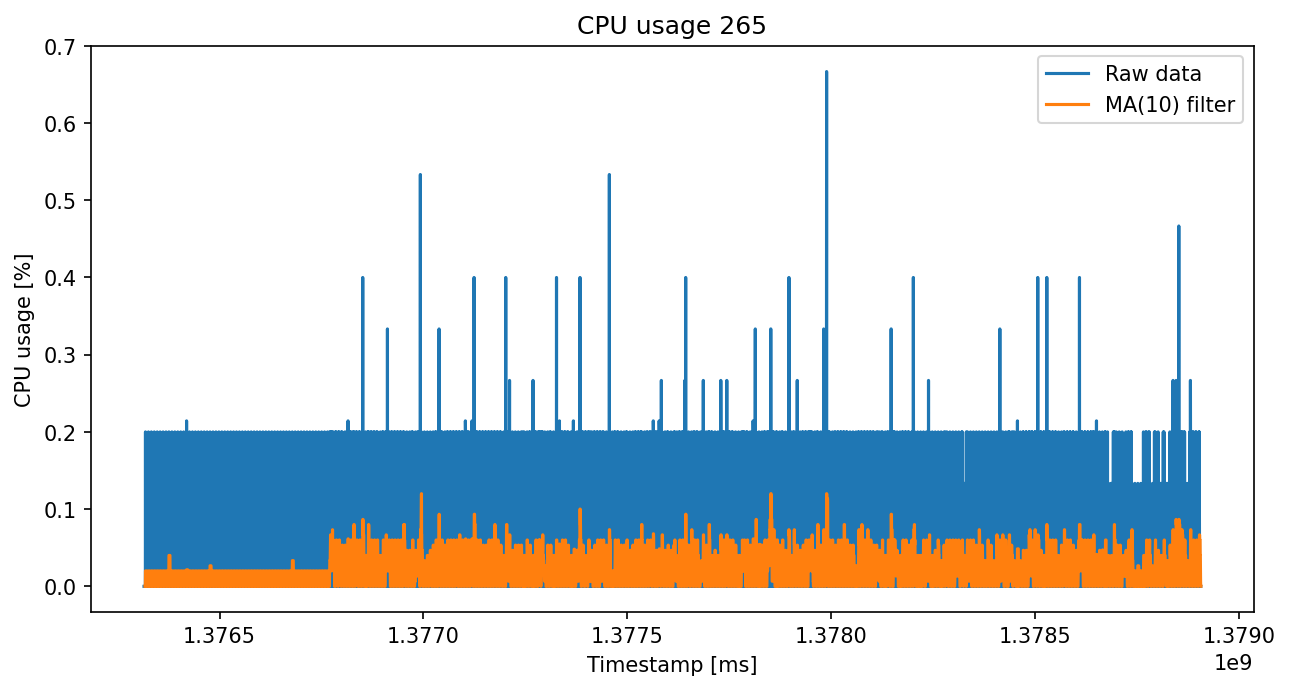 CPU usage 265
Raw data
MA(10) filter
CPU usage [%]
0.7
0.6
0.5
0.4
0.3
0.2
0.1
0.0
1.3765 1.3770 1.3775 1.3780 1.3785 1.3790
1e9
Timestamp [ms]